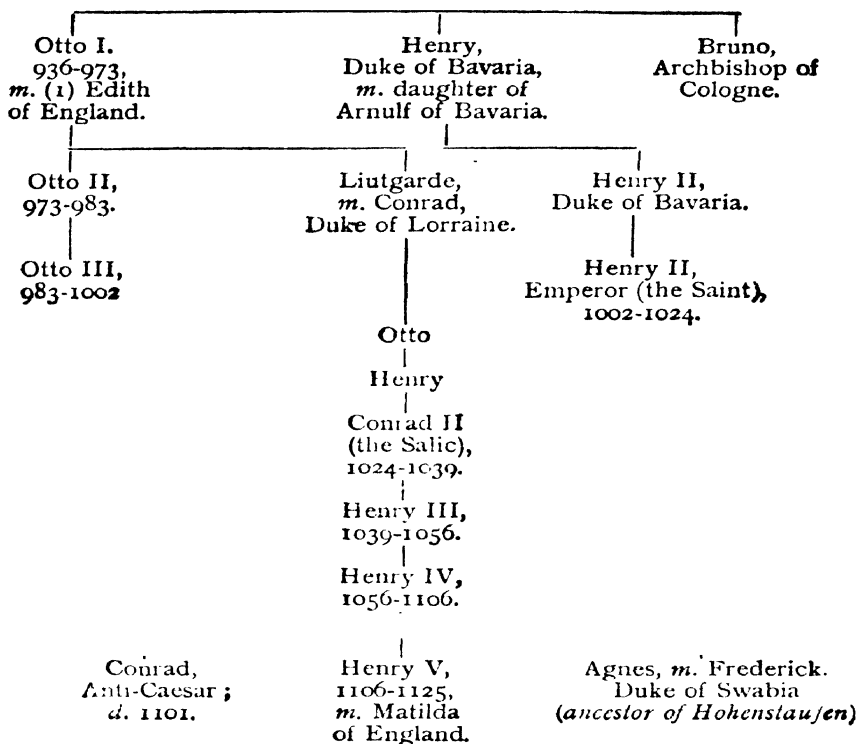 Otto I.
936-973,
m. (1) Edith
of England.
Henry,
Duke of Bavaria,
m. daughter of
Arnulf of Bavaria.
Bruno,
Archbishop of
Cologne.
Otto II,
973-983.
Liutgarde,
m. Conrad,
Duke of Lorraine.
Henry II,
Duke of Bavaria.
Otto III,
983-1002
Henry II,
Emperor (the Saint),
1002-1024.
Otto
Henry
Conrad II
(the Salic),
1024-1039.
Henry III,
1039-1056.
Henry IV,
1056-1106.
Conrad,
Anti-Caesar;
d. 1101.
Henry V,
1106-1125,
m. Matilda
of England.
Agnes, m. Frederick.
Duke of Swabia
(ancestor of Hohenstaufen)